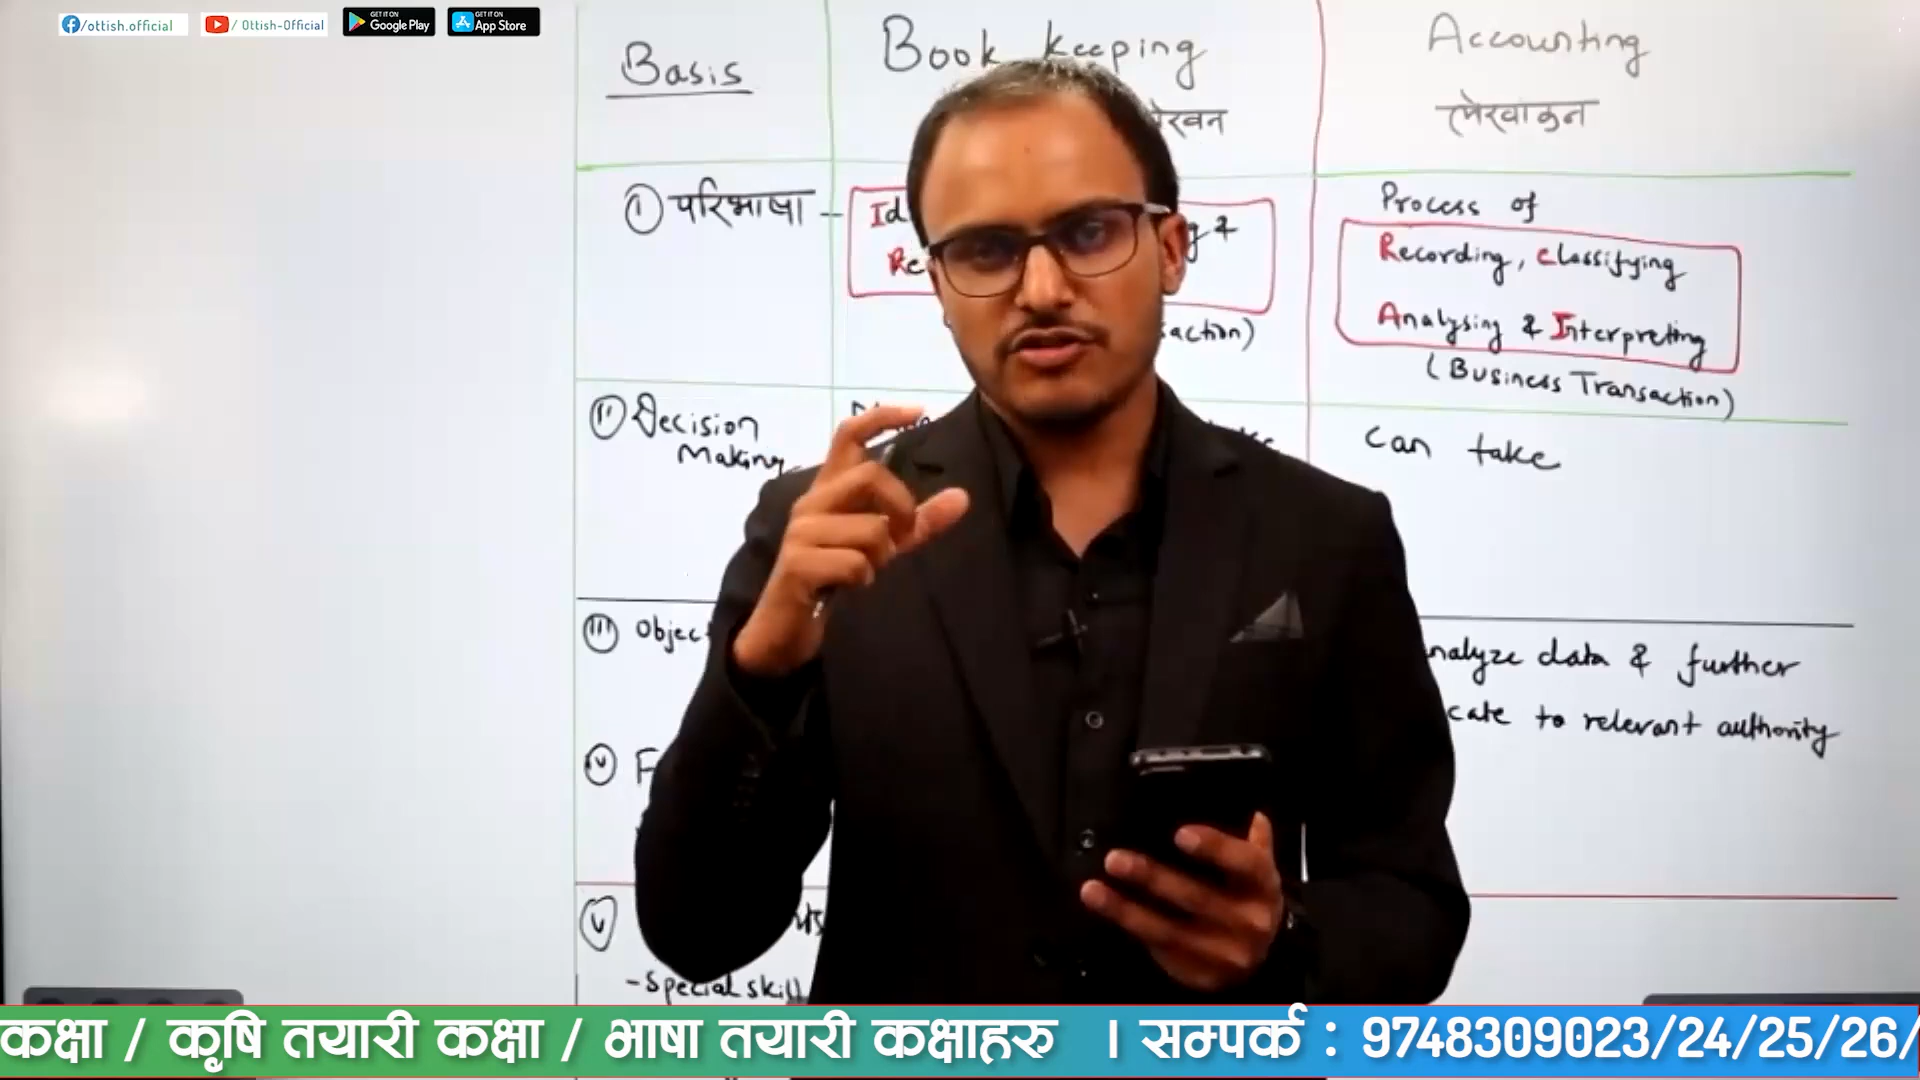 /ottish.official
/ Ottish-Official
GET IT ON
Google Play
GET IT ON
App Store
Basis
Book keeping
Accounting
लेखांकन
① परिभाषा -
Process of
Recording, Classifying
Analysing & Interpreting
(Business Transaction)
ⅱ Decision
Making
can take
ⅲ
nalyze data & further
cate to relevant authority
ⅳ
ⅴ
- Special skill
कक्षा / कृषि तयारी कक्षा / भाषा तयारी कक्षाहरु । सम्पर्क : 9748309023/24/25/26/